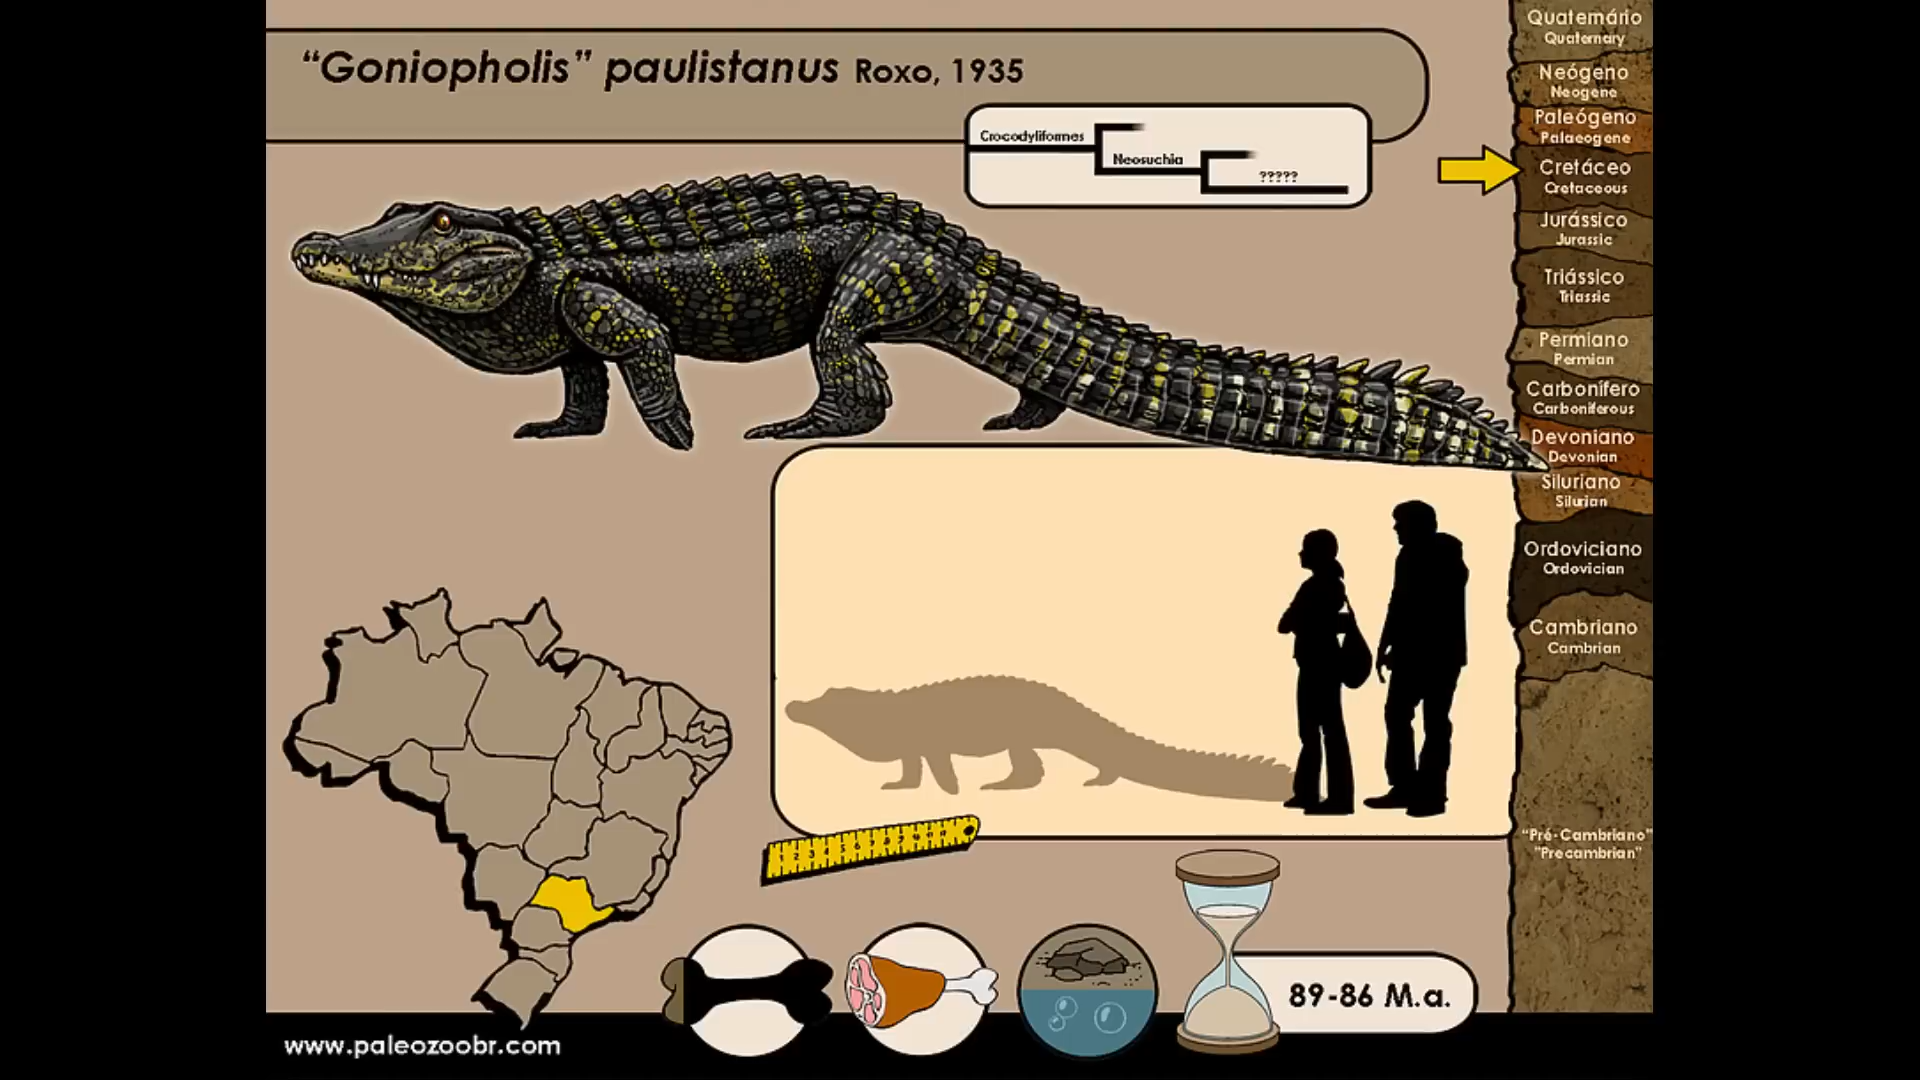 “Goniopholis” paulistanus Roxo, 1935
Crocodyliformes
Neosuchia
?????
Quaternário
Quaternary
Neógeno
Neogene
Paleógeno
Palaeogene
Cretáceo
Cretaceous
Jurássico
Jurassic
Triássico
Triassic
Permiano
Permian
Carbonífero
Carboniferous
Devoniano
Devonian
Siluriano
Silurian
Ordoviciano
Ordovician
Cambriano
Cambrian
“Pré-Cambriano”
"Precambrian"
89-86 M.a.
www.paleozoobr.com